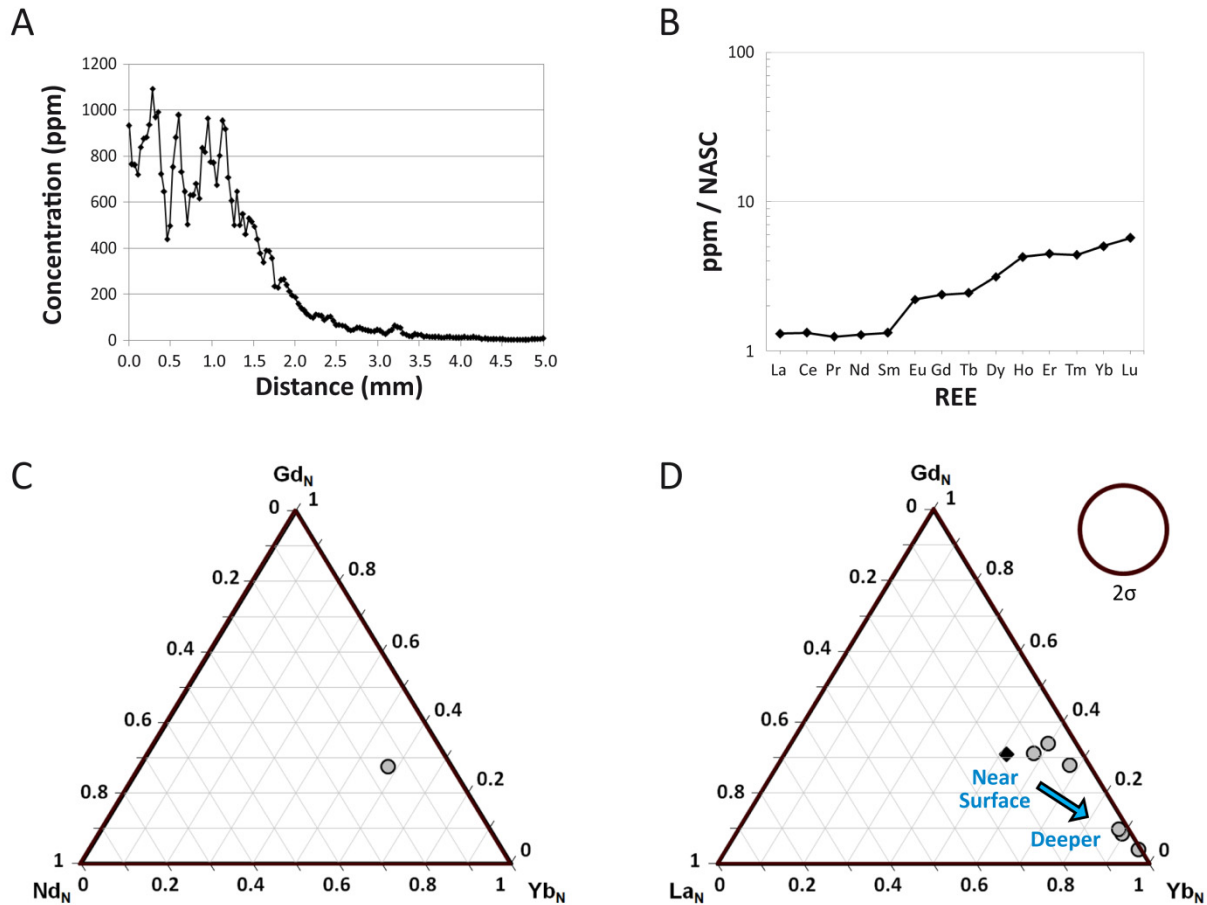 A
Concentration (ppm)
1200
1000
800
600
400
200
0
0.0 0.5 1.0 1.5 2.0 2.5 3.0 3.5 4.0 4.5 5.0
Distance (mm)
B
ppm / NASC
100
10
1
La Ce Pr Nd Sm Eu Gd Tb Dy Ho Er Tm Yb Lu
REE
C
Gd_N
0 1
0.2 0.8
0.4 0.6
0.6 0.4
0.8 0.2
1 0
0 0.2 0.4 0.6 0.8 1
Nd_N Yb_N
D
Gd_N
0 1
0.2 0.8
0.4 0.6
0.6 0.4
0.8 0.2
1 0
0 0.2 0.4 0.6 0.8 1
La_N Yb_N
2σ
Near
Surface
Deeper